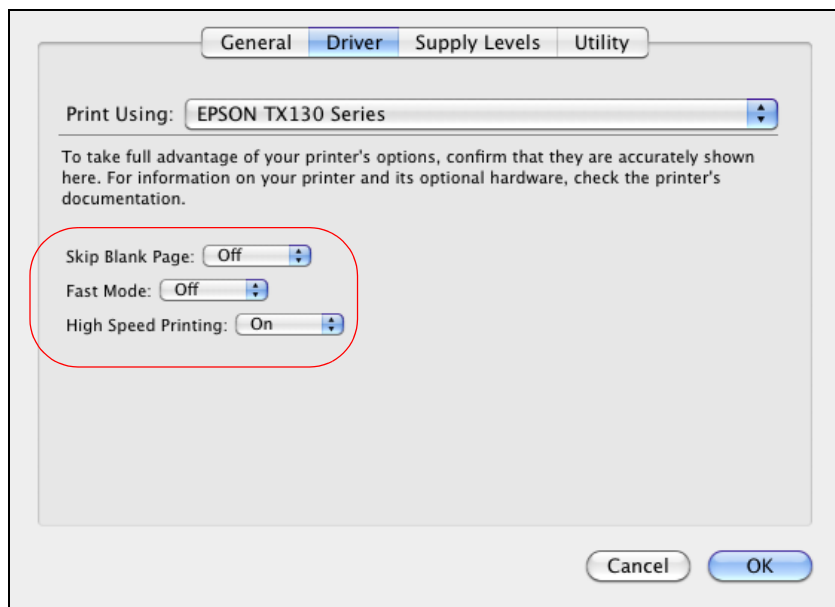 General Driver Supply Levels Utility
Print Using: EPSON TX130 Series
To take full advantage of your printer's options, confirm that they are accurately shown
here. For information on your printer and its optional hardware, check the printer's
documentation.
Skip Blank Page: Off
Fast Mode: Off
High Speed Printing: On
Cancel OK